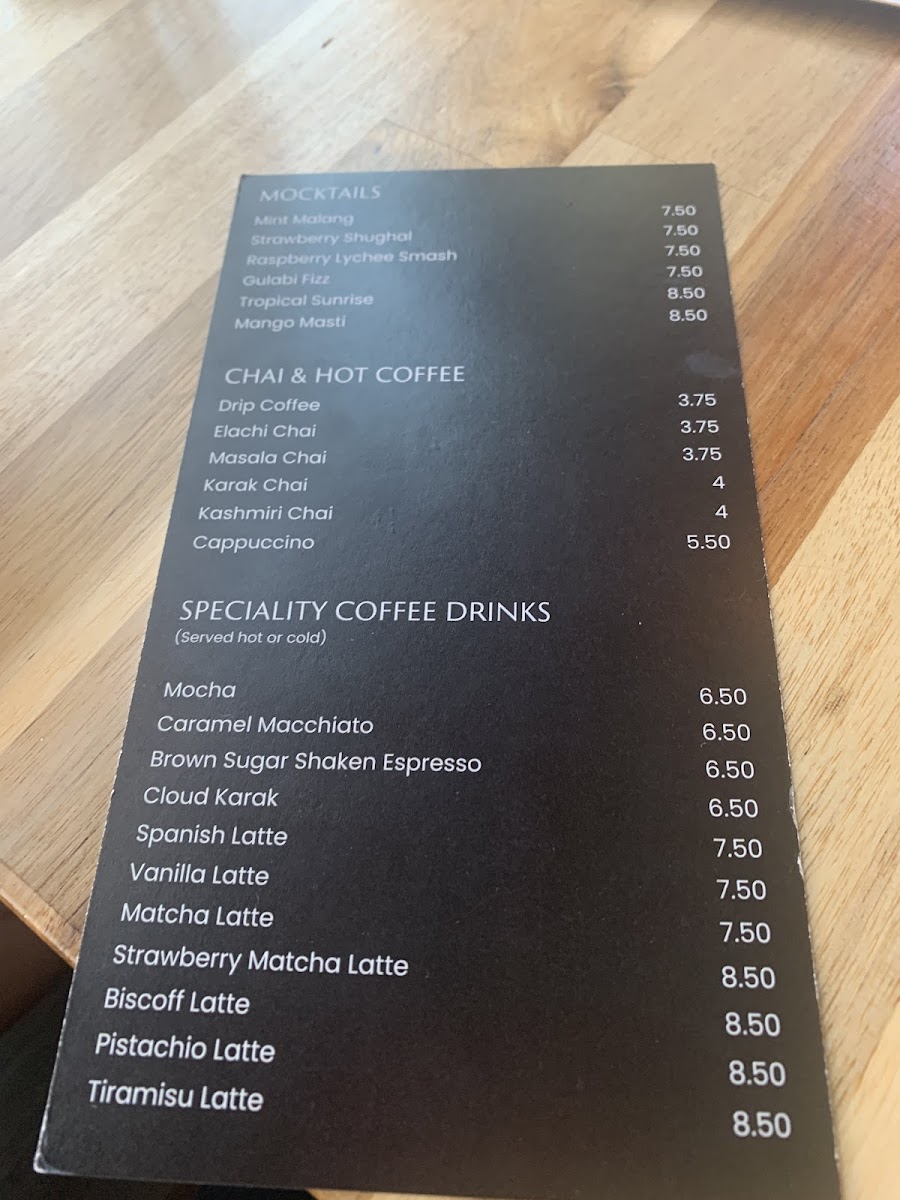 MOCKTAILS
Mint Malang 7.50
Strawberry Shughal 7.50
Raspberry Lychee Smash 7.50
Gulabi Fizz 7.50
Tropical Sunrise 8.50
Mango Masti 8.50
CHAI & HOT COFFEE
Drip Coffee 3.75
Elachi Chai 3.75
Masala Chai 3.75
Karak Chai 4
Kashmiri Chai 4
Cappuccino 5.50
SPECIALITY COFFEE DRINKS
(Served hot or cold)
Mocha 6.50
Caramel Macchiato 6.50
Brown Sugar Shaken Espresso 6.50
Cloud Karak 6.50
Spanish Latte 7.50
Vanilla Latte 7.50
Matcha Latte 7.50
Strawberry Matcha Latte 8.50
Biscoff Latte 8.50
Pistachio Latte 8.50
Tiramisu Latte 8.50